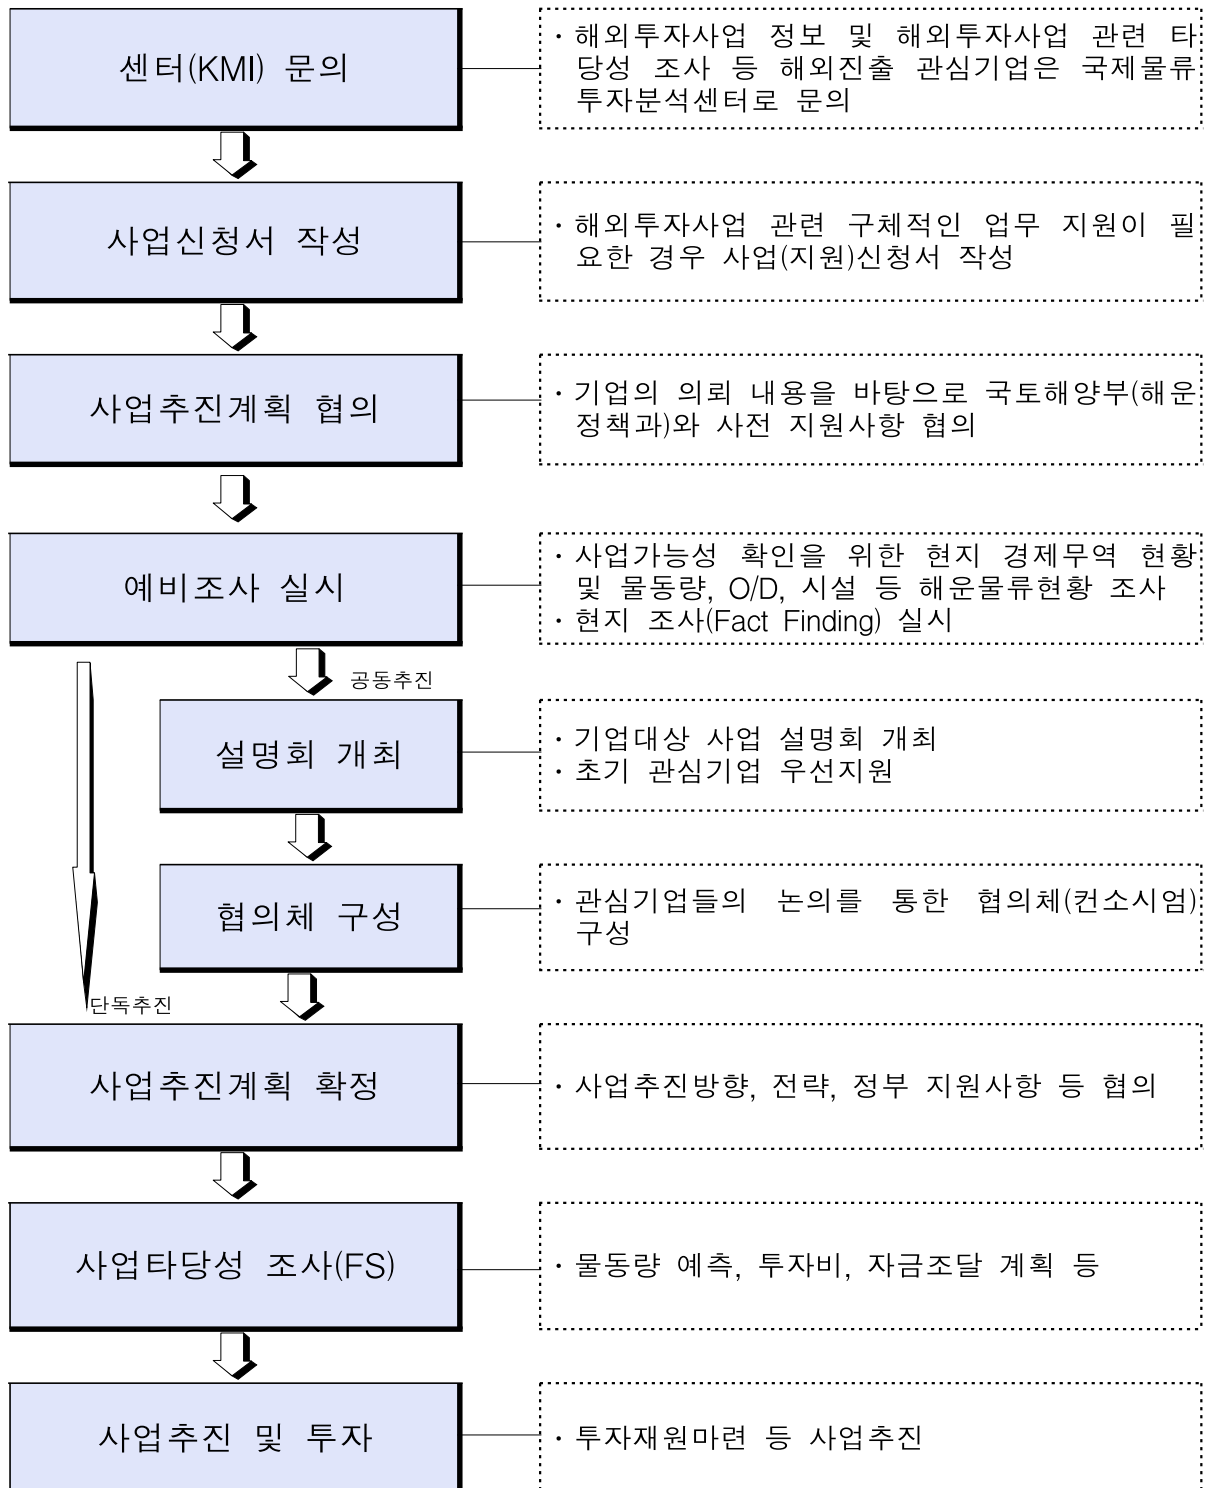 센터(KMI) 문의
· 해외투자사업 정보 및 해외투자사업 관련 타
당성 조사 등 해외진출 관심기업은 국제물류
투자분석센터로 문의
사업신청서 작성
· 해외투자사업 관련 구체적인 업무 지원이 필
요한 경우 사업(지원)신청서 작성
사업추진계획 협의
· 기업의 의뢰 내용을 바탕으로 국토해양부(해운
정책과)와 사전 지원사항 협의
예비조사 실시
· 사업가능성 확인을 위한 현지 경제무역 현황
및 물동량, O/D, 시설 등 해운물류현황 조사
· 현지 조사(Fact Finding) 실시
공동추진
설명회 개최
· 기업대상 사업 설명회 개최
· 초기 관심기업 우선지원
협의체 구성
· 관심기업들의 논의를 통한 협의체(컨소시엄)
구성
단독추진
사업추진계획 확정
· 사업추진방향, 전략, 정부 지원사항 등 협의
사업타당성 조사(FS)
· 물동량 예측, 투자비, 자금조달 계획 등
사업추진 및 투자
· 투자재원마련 등 사업추진